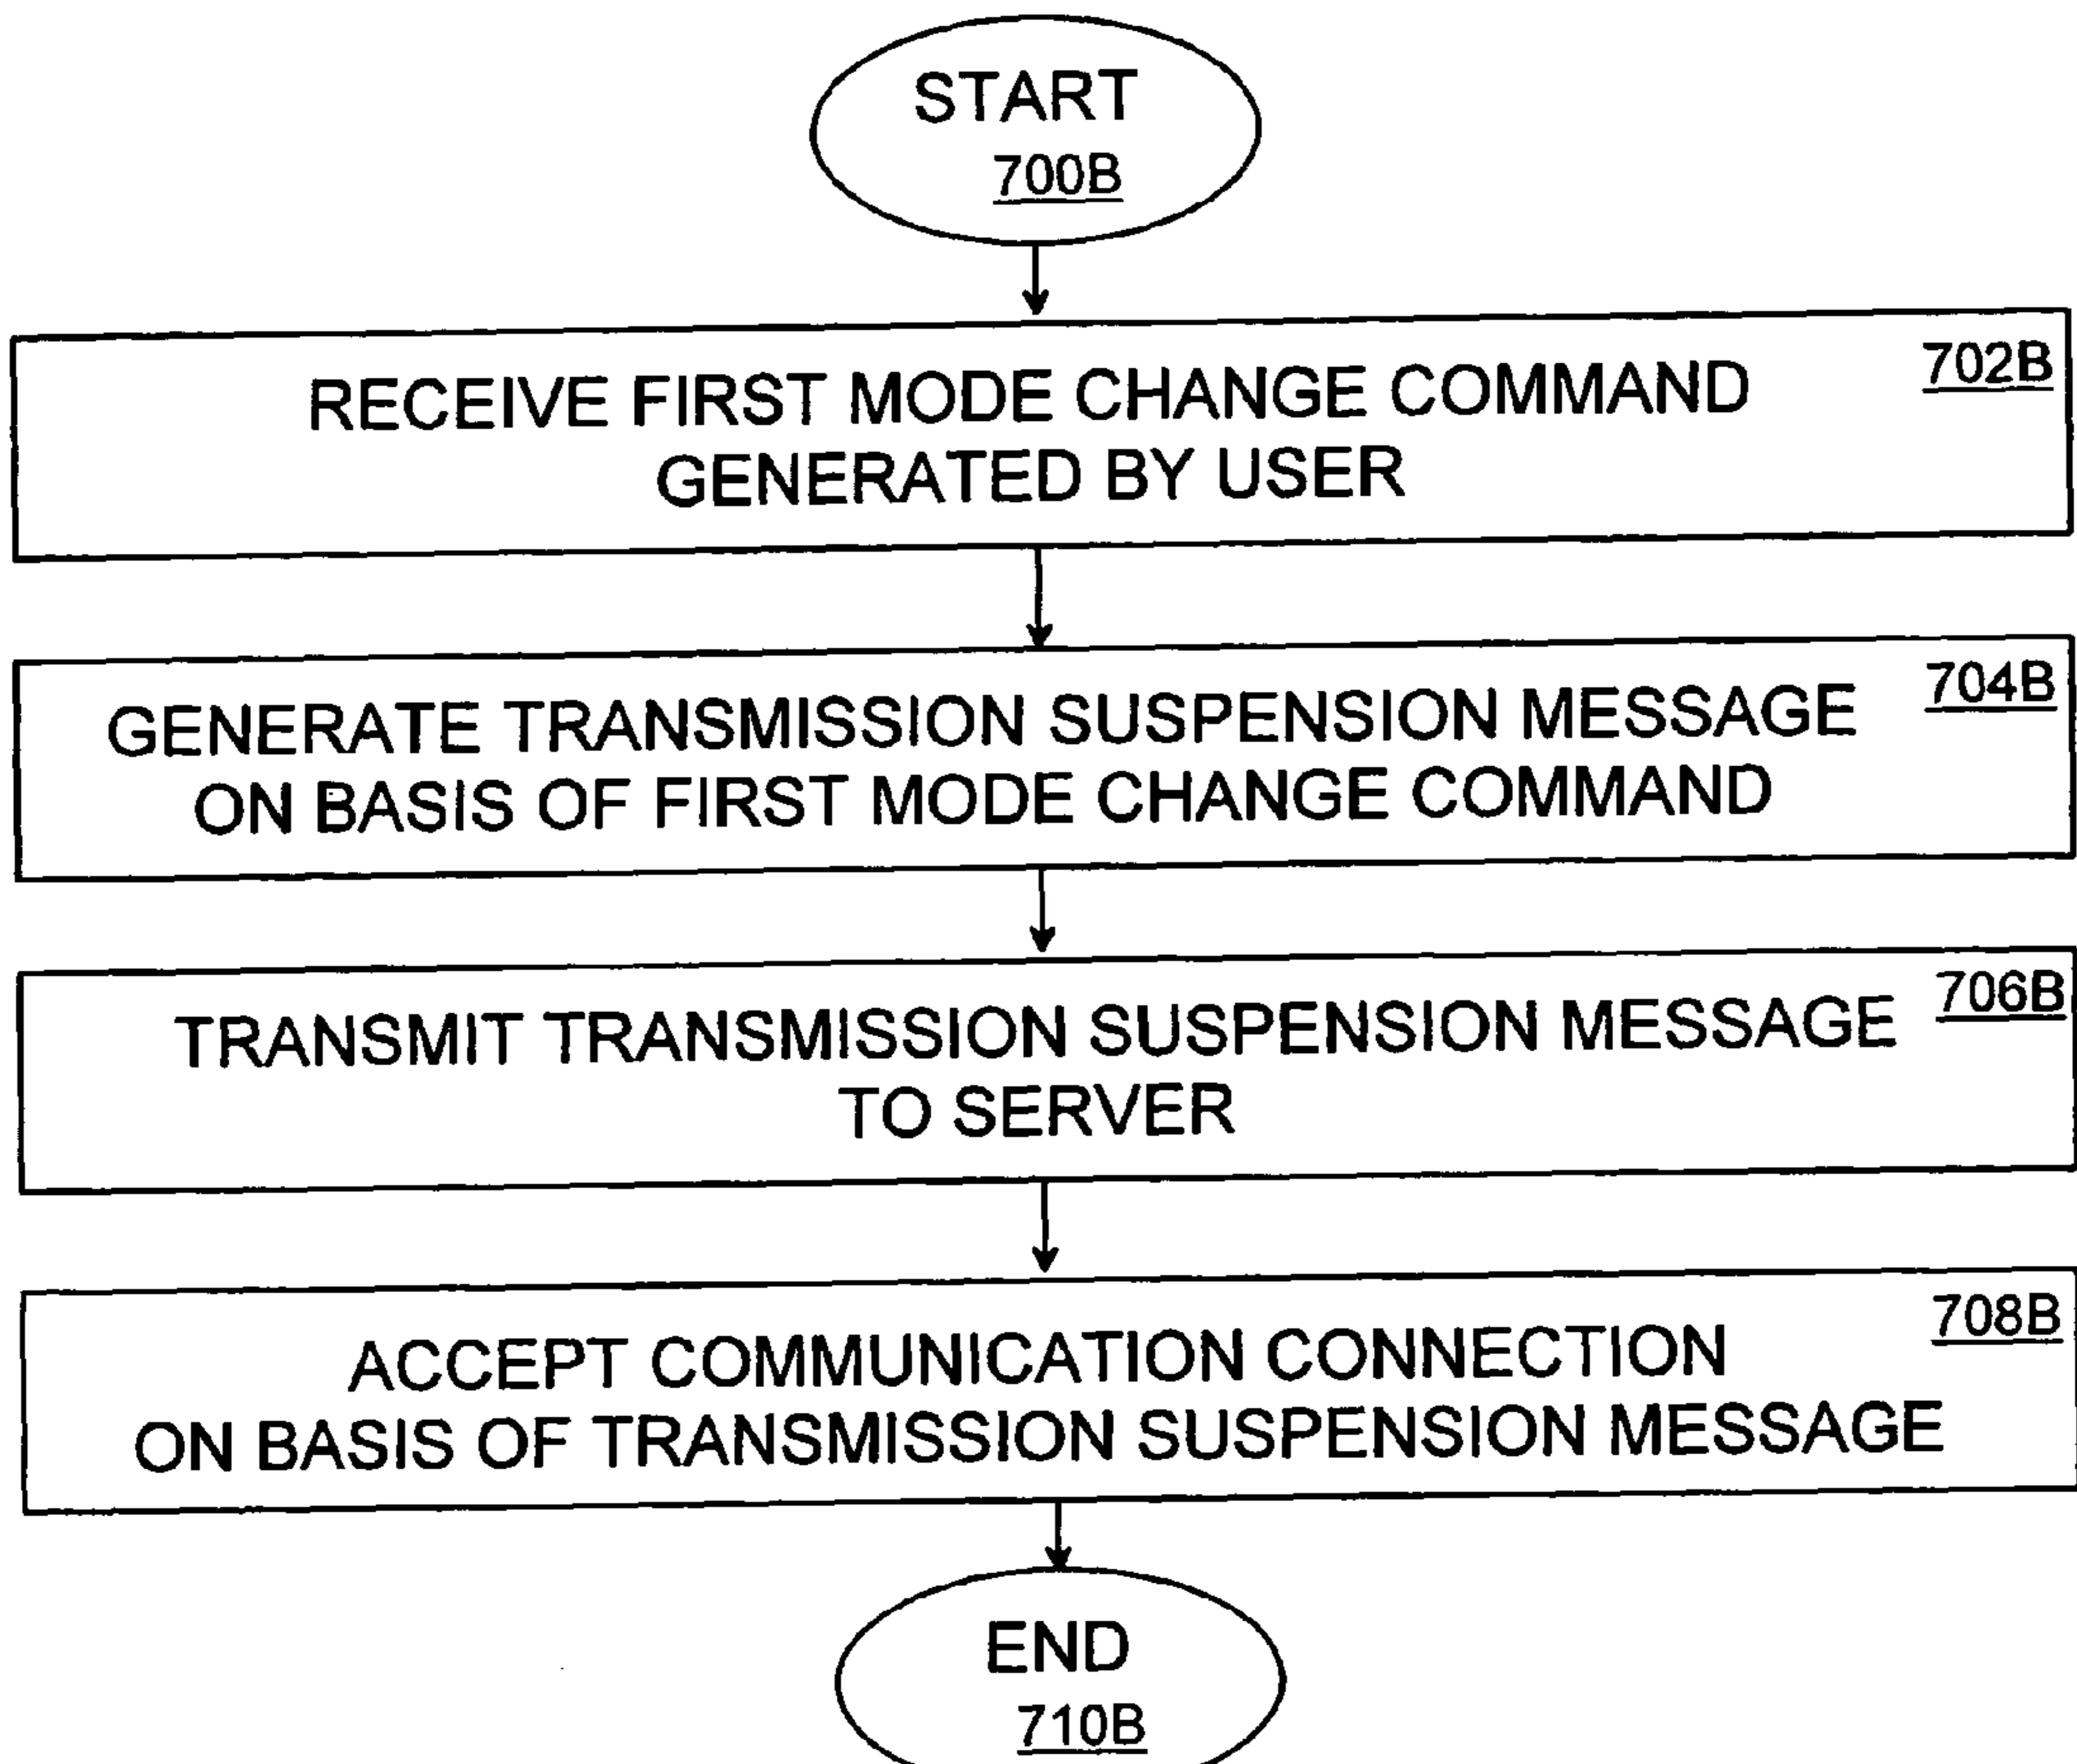 START
700B
702B
RECEIVE FIRST MODE CHANGE COMMAND
GENERATED BY USER
704B
GENERATE TRANSMISSION SUSPENSION MESSAGE
ON BASIS OF FIRST MODE CHANGE COMMAND
706B
TRANSMIT TRANSMISSION SUSPENSION MESSAGE
TO SERVER
708B
ACCEPT COMMUNICATION CONNECTION
ON BASIS OF TRANSMISSION SUSPENSION MESSAGE
END
710B